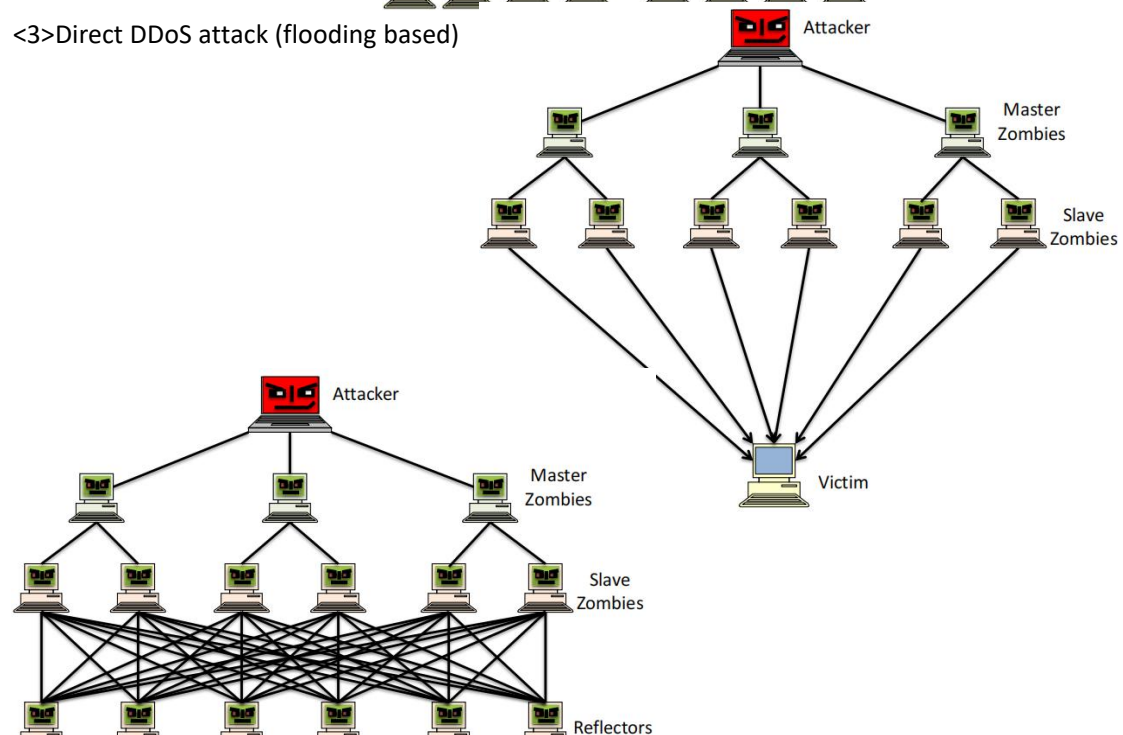 <3>Direct DDoS attack (flooding based)
Attacker
Master
Zombies
Slave
Zombies
Victim
Attacker
Master
Zombies
Slave
Zombies
Reflectors